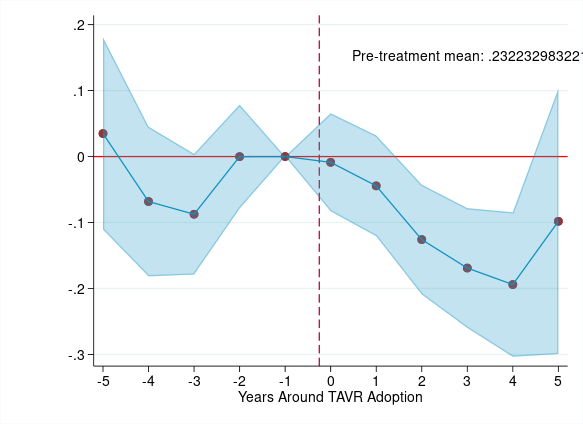 Pre-treatment mean: .23223298322
.2
.1
0
-.1
-.2
-.3
-5 -4 -3 -2 -1 0 1 2 3 4 5
Years Around TAVR Adoption